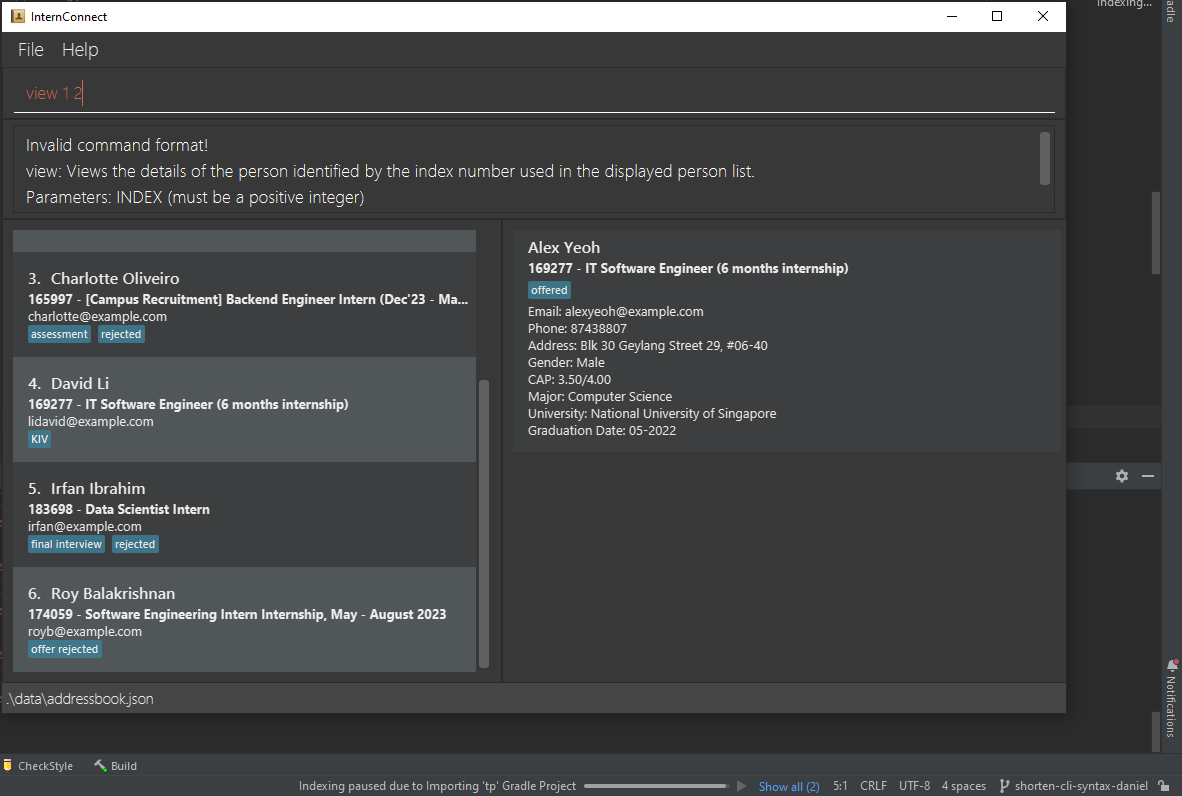 InternConnect
Indexing...
adle
File Help
view 1 2
Invalid command format!
view: Views the details of the person identified by the index number used in the displayed person list.
Parameters: INDEX (must be a positive integer)
3. Charlotte Oliveiro
165997 - [Campus Recruitment] Backend Engineer Intern (Dec'23 - Ma...
charlotte@example.com
assessment rejected
4. David Li
169277 - IT Software Engineer (6 months internship)
lidavid@example.com
KIV
5. Irfan Ibrahim
183698 - Data Scientist Intern
irfan@example.com
final interview rejected
6. Roy Balakrishnan
174059 - Software Engineering Intern Internship, May - August 2023
royb@example.com
offer rejected
Alex Yeoh
169277 - IT Software Engineer (6 months internship)
offered
Email: alexyeoh@example.com
Phone: 87438807
Address: Blk 30 Geylang Street 29, #06-40
Gender: Male
CAP: 3.50/4.00
Major: Computer Science
University: National University of Singapore
Graduation Date: 05-2022
.\data\addressbook.json
Notifications
CheckStyle Build
Indexing paused due to Importing 'tp' Gradle Project Show all (2) 5:1 CRLF UTF-8 4 spaces shorten-cli-syntax-daniel